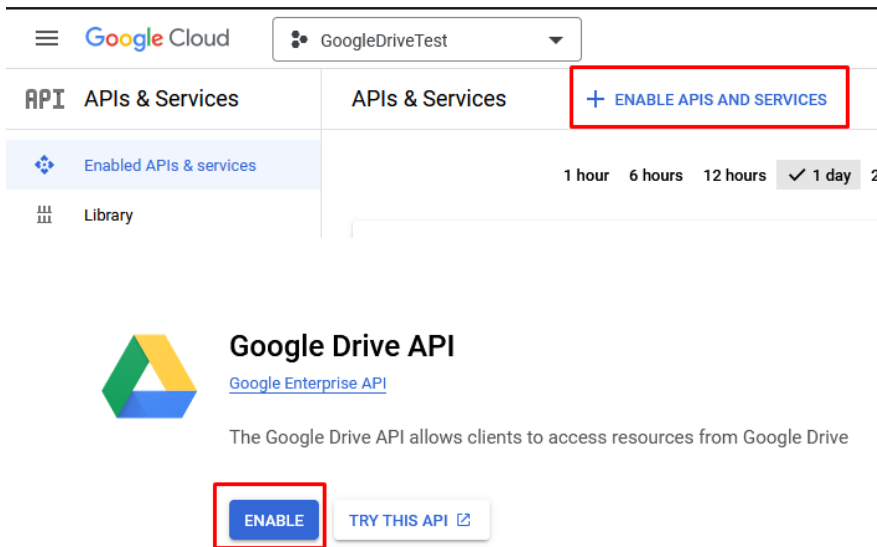 Google Cloud
GoogleDriveTest
API APIs & Services
APIs & Services
+ ENABLE APIS AND SERVICES
Enabled APIs & services
1 hour 6 hours 12 hours 1 day 2
Library
Google Drive API
Google Enterprise API
The Google Drive API allows clients to access resources from Google Drive
ENABLE
TRY THIS API